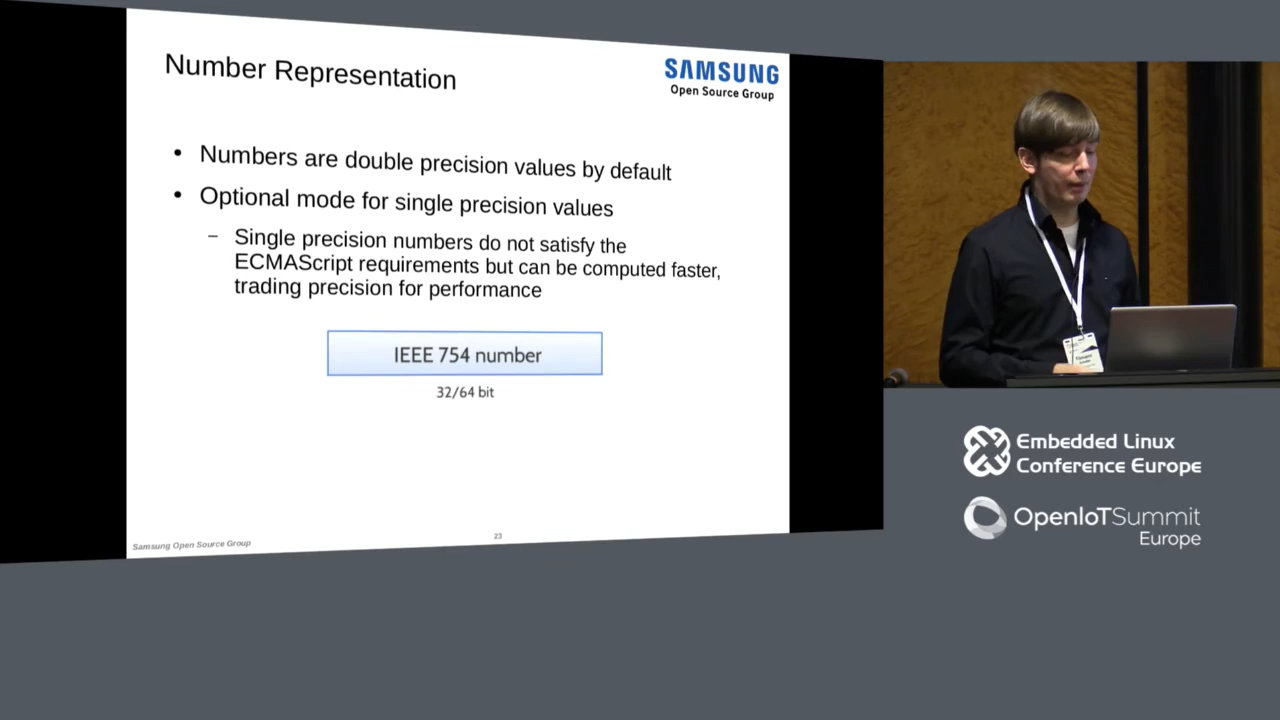 Number Representation
SAMSUNG
Open Source Group
• Numbers are double precision values by default
• Optional mode for single precision values
– Single precision numbers do not satisfy the
ECMAScript requirements but can be computed faster,
trading precision for performance
IEEE 754 number
32/64 bit
Samsung Open Source Group
23
Embedded Linux
Conference Europe
OpenIoTSummit
Europe